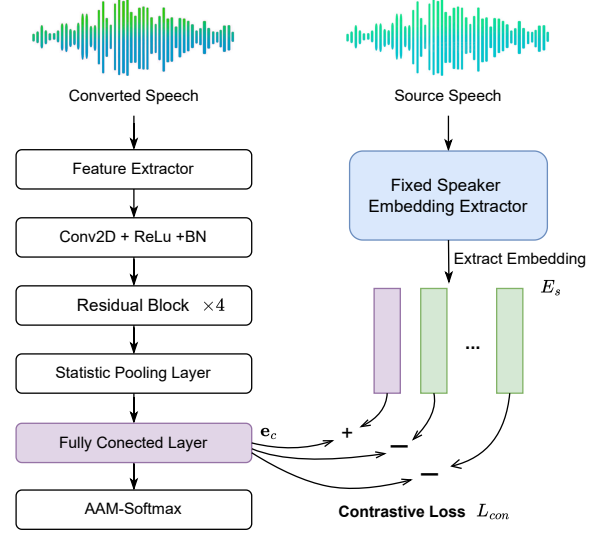 Converted Speech
Source Speech
Feature Extractor
Fixed Speaker
Embedding Extractor
Conv2D + ReLu +BN
Extract Embedding
E_s
Residual Block ×4
...
Statistic Pooling Layer
e_c
+
Fully Conected Layer
—
—
AAM-Softmax
Contrastive Loss L_con